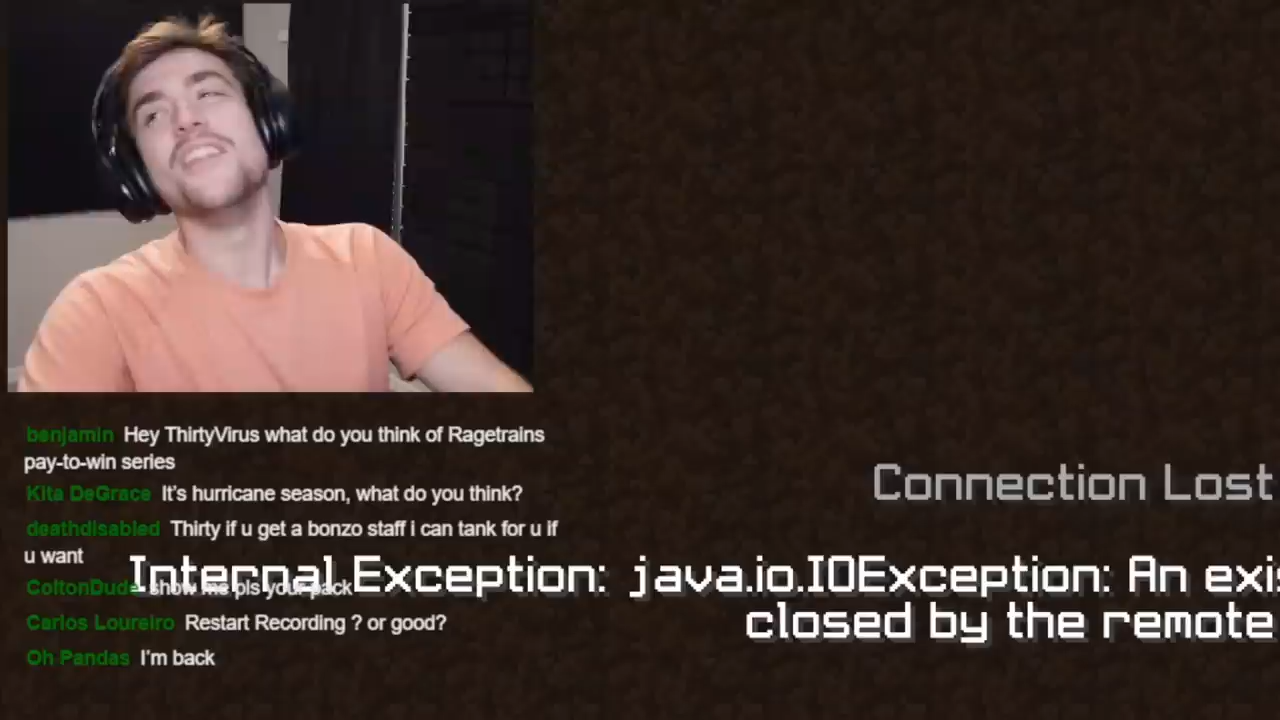 benjamin Hey ThirtyVirus what do you think of Ragetrains
pay-to-win series
Kita DeGrace It's hurricane season, what do you think?
deathdisabled Thirty if u get a bonzo staff i can tank for u if
u want
ColtonDude show me pls your pack
Carlos Loureiro Restart Recording ? or good?
Oh Pandas I'm back
Connection Lost
Internal Exception: java.io.IOException: An exis
closed by the remote